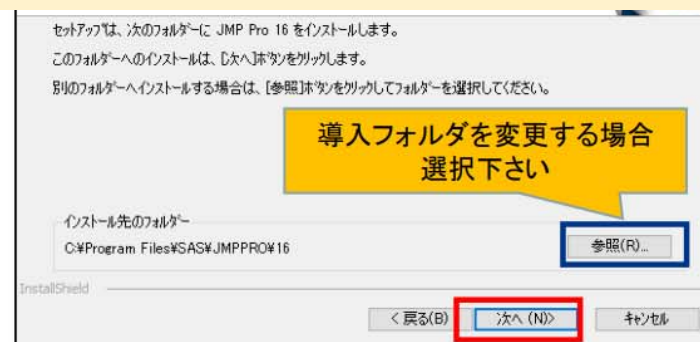 セットアップは、次のフォルダーに JMP Pro 16 をインストールします。
このフォルダーへのインストールは、[次へ]ボタンをクリックします。
別のフォルダーへインストールする場合は、[参照]ボタンをクリックしてフォルダーを選択してください。
導入フォルダを変更する場合
選択下さい
インストール先のフォルダー
C:¥Program Files¥SAS¥JMPPRO¥16
参照(R)...
InstallShield
< 戻る(B)
次へ (N)>
キャンセル